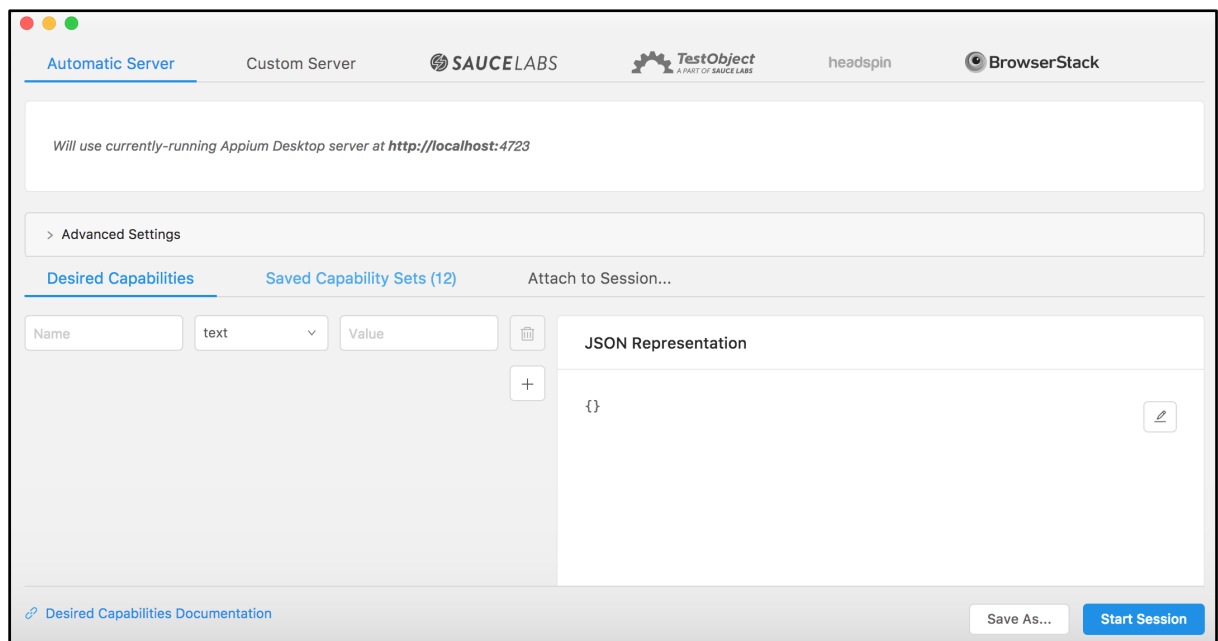 Automatic Server
Custom Server
SAUCELABS
TestObject
A PART OF SAUCE LABS
headspin
BrowserStack
Will use currently-running Appium Desktop server at http://localhost:4723
> Advanced Settings
Desired Capabilities
Saved Capability Sets (12)
Attach to Session...
Name
text
Value
JSON Representation
{}
Desired Capabilities Documentation
Save As...
Start Session